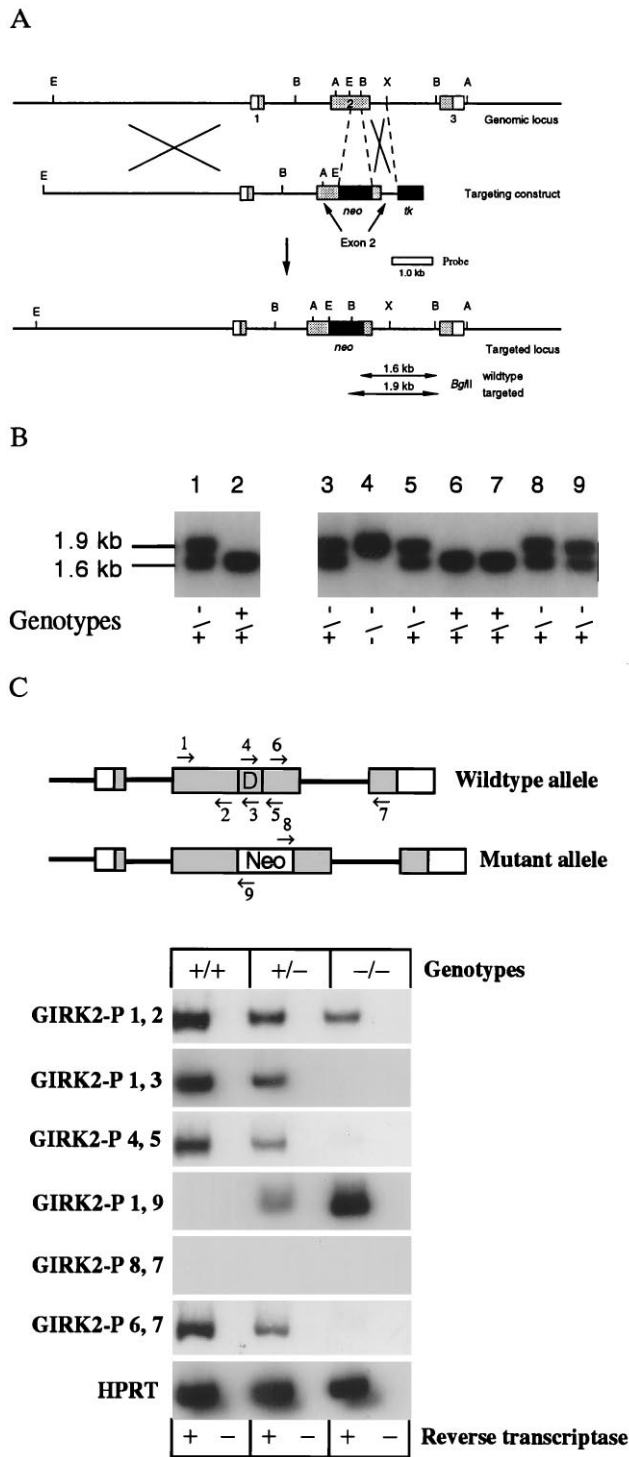 A
E B A E B X B A
1 2 3 Genomic locus
E B A E
neo tk Targeting construct
Exon 2
1.0 kb Probe
E B A E B X B A
neo Targeted locus
1.6 kb wildtype
BglII
1.9 kb targeted
B
1 2 3 4 5 6 7 8 9
1.9 kb
1.6 kb
Genotypes -/+ +/+ -/+ -/- -/+ +/+ +/+ -/+ -/+
C
1 4 6
D Wildtype allele
2 3 5 7
8
Neo Mutant allele
9
+/+ +/− −/− Genotypes
GIRK2-P 1, 2
GIRK2-P 1, 3
GIRK2-P 4, 5
GIRK2-P 1, 9
GIRK2-P 8, 7
GIRK2-P 6, 7
HPRT
+ − + − + − Reverse transcriptase